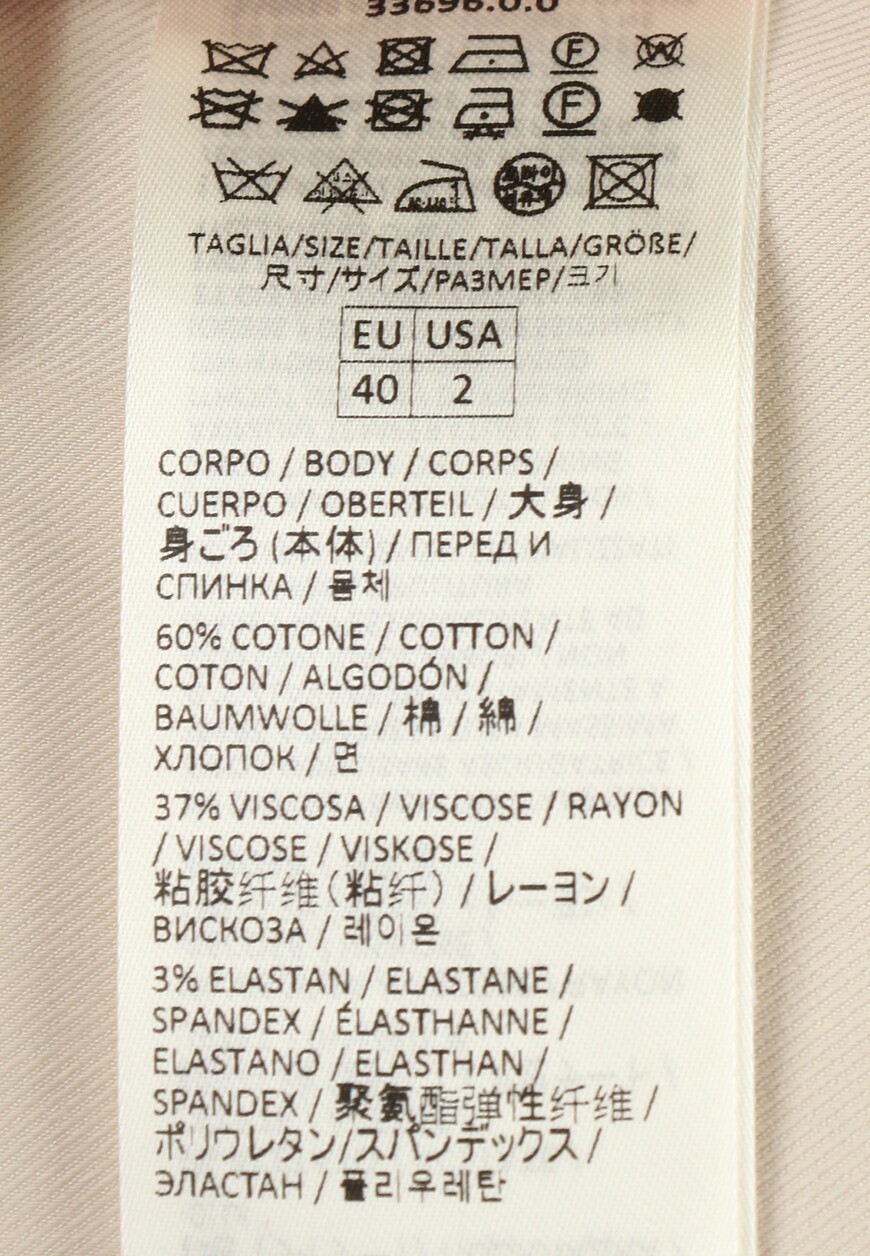 33696.0.0
F W
F
TAGLIA/SIZE/TAILLE/TALLA/GRÖßE/
尺寸/サイズ/РАЗМЕР/크기
EU USA
40 2
CORPO / BODY / CORPS /
CUERPO / OBERTEIL / 大身 /
身ごろ (本体) / ПЕРЕД И
СПИНКА / 몸체
60% COTONE / COTTON /
COTON / ALGODÓN /
BAUMWOLLE / 棉 / 綿 /
ХЛОПОК / 면
37% VISCOSA / VISCOSE / RAYON
/ VISCOSE / VISKOSE /
粘胶纤维(粘纤) / レーヨン /
ВИСКОЗА / 레이온
3% ELASTAN / ELASTANE /
SPANDEX / ÉLASTHANNE /
ELASTANO / ELASTHAN /
SPANDEX / 聚氨酯弹性纤维 /
ポリウレタン/スパンデックス /
ЭЛАСТАН / 폴리우레탄